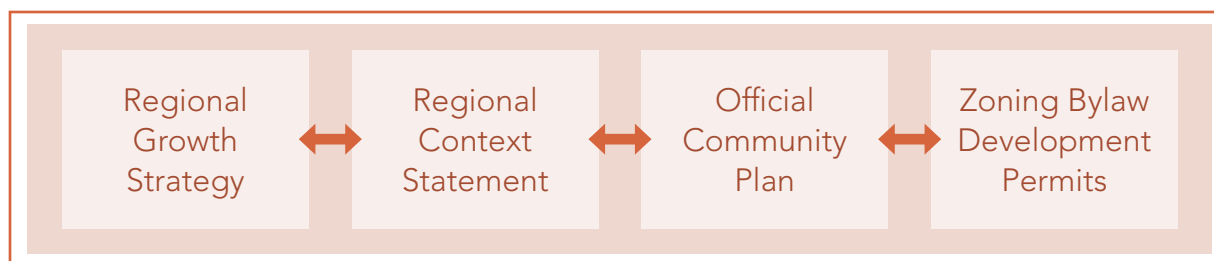 Regional
Growth
Strategy
Regional
Context
Statement
Official
Community
Plan
Zoning Bylaw
Development
Permits